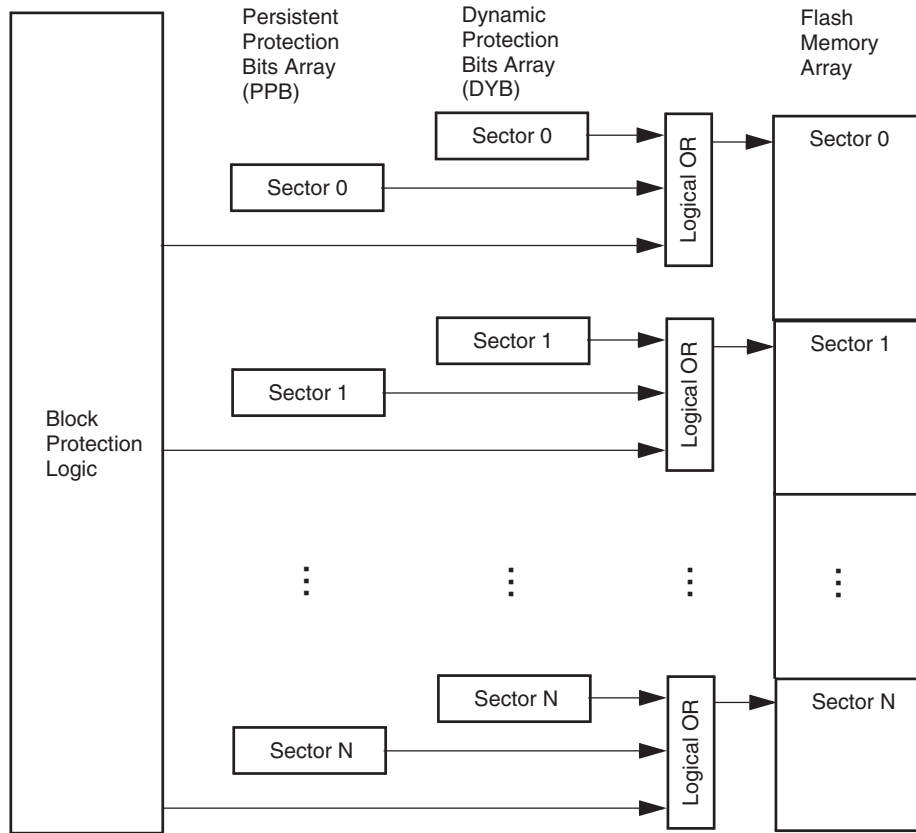 Persistent
Protection
Bits Array
(PPB)
Dynamic
Protection
Bits Array
(DYB)
Flash
Memory
Array
Sector 0
Sector 0
Logical OR
Sector 0
Sector 1
Sector 1
Logical OR
Sector 1
Block
Protection
Logic
Sector N
Sector N
Logical OR
Sector N